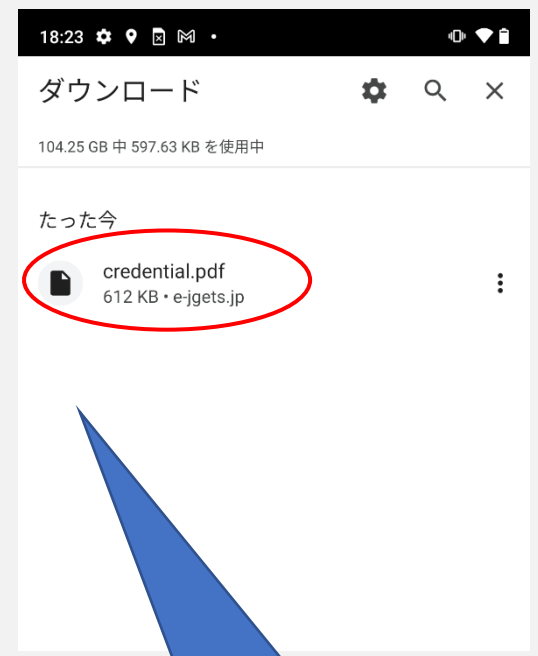 18:23
ダウンロード
104.25 GB 中 597.63 KB を使用中
たった今
credential.pdf
612 KB • e-jgets.jp